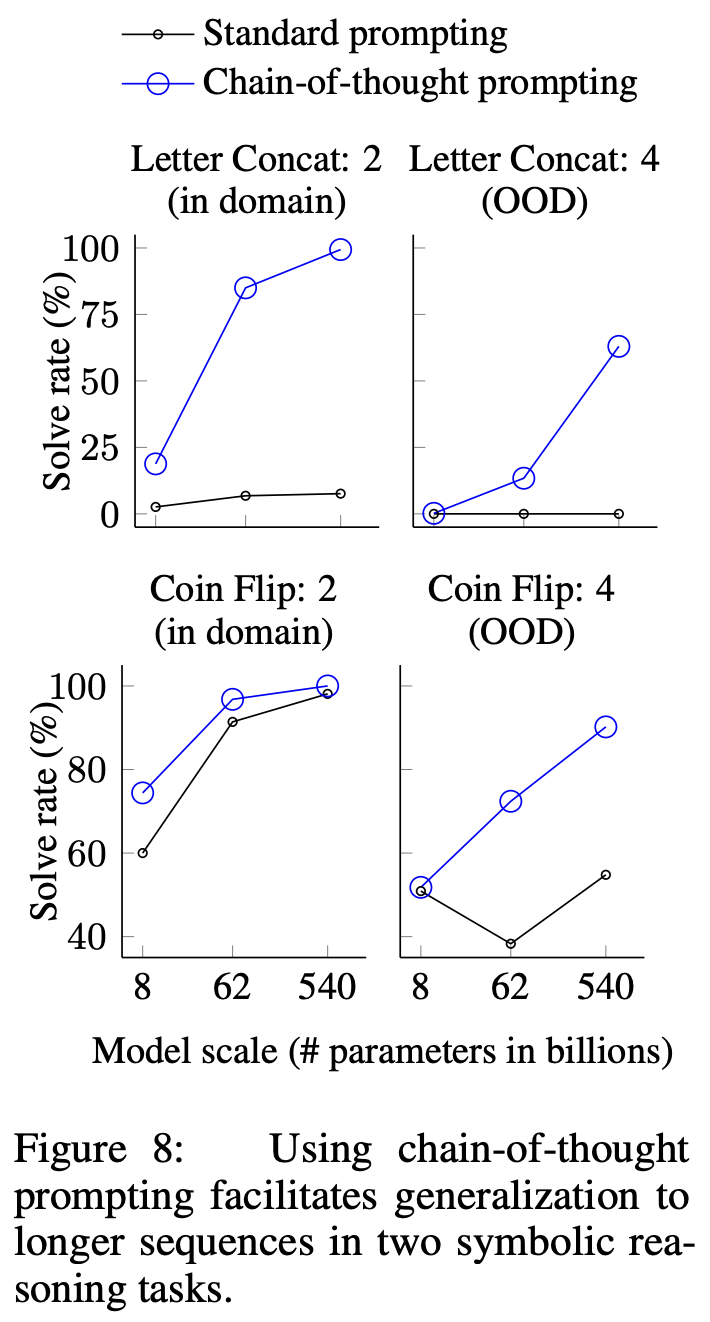 Standard prompting
Chain-of-thought prompting
Letter Concat: 2
(in domain)
Letter Concat: 4
(OOD)
Solve rate (%)
100
75
50
25
0
Coin Flip: 2
(in domain)
Coin Flip: 4
(OOD)
Solve rate (%)
100
80
60
40
8 62 540
8 62 540
Model scale (# parameters in billions)
Figure 8: Using chain-of-thought
prompting facilitates generalization to
longer sequences in two symbolic rea-
soning tasks.